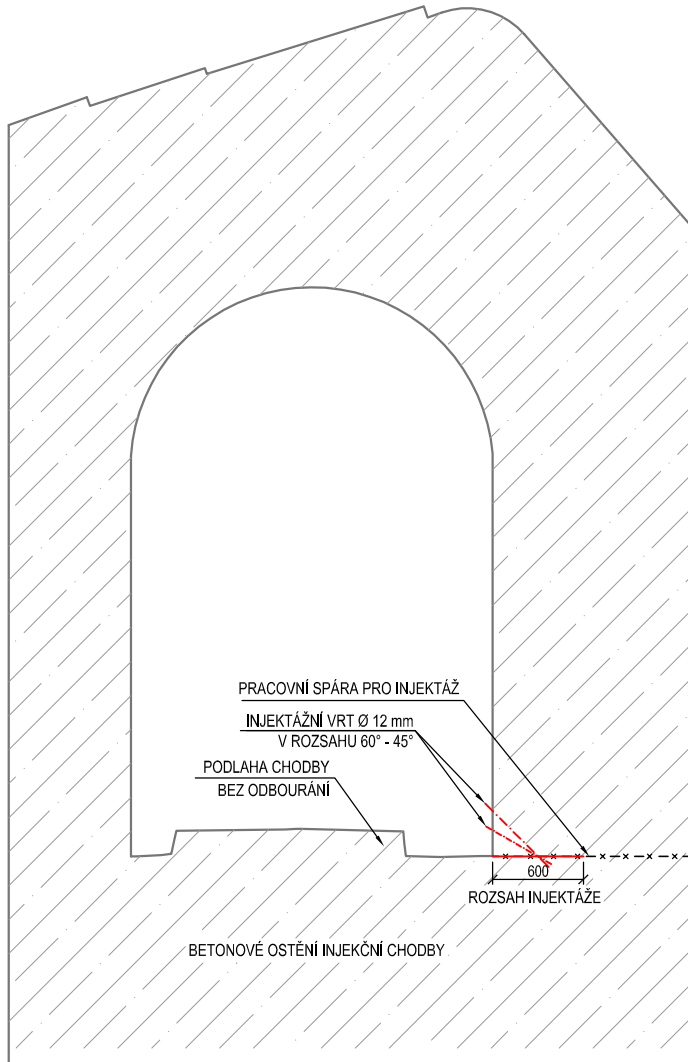 PRACOVNÍ SPÁRA PRO INJEKTÁŽ
INJEKTÁŽNÍ VRT Ø 12 mm
V ROZSAHU 60° - 45°
PODLAHA CHODBY
BEZ ODBOURÁNÍ
600
ROZSAH INJEKTÁŽE
BETONOVÉ OSTĚNÍ INJEKČNÍ CHODBY